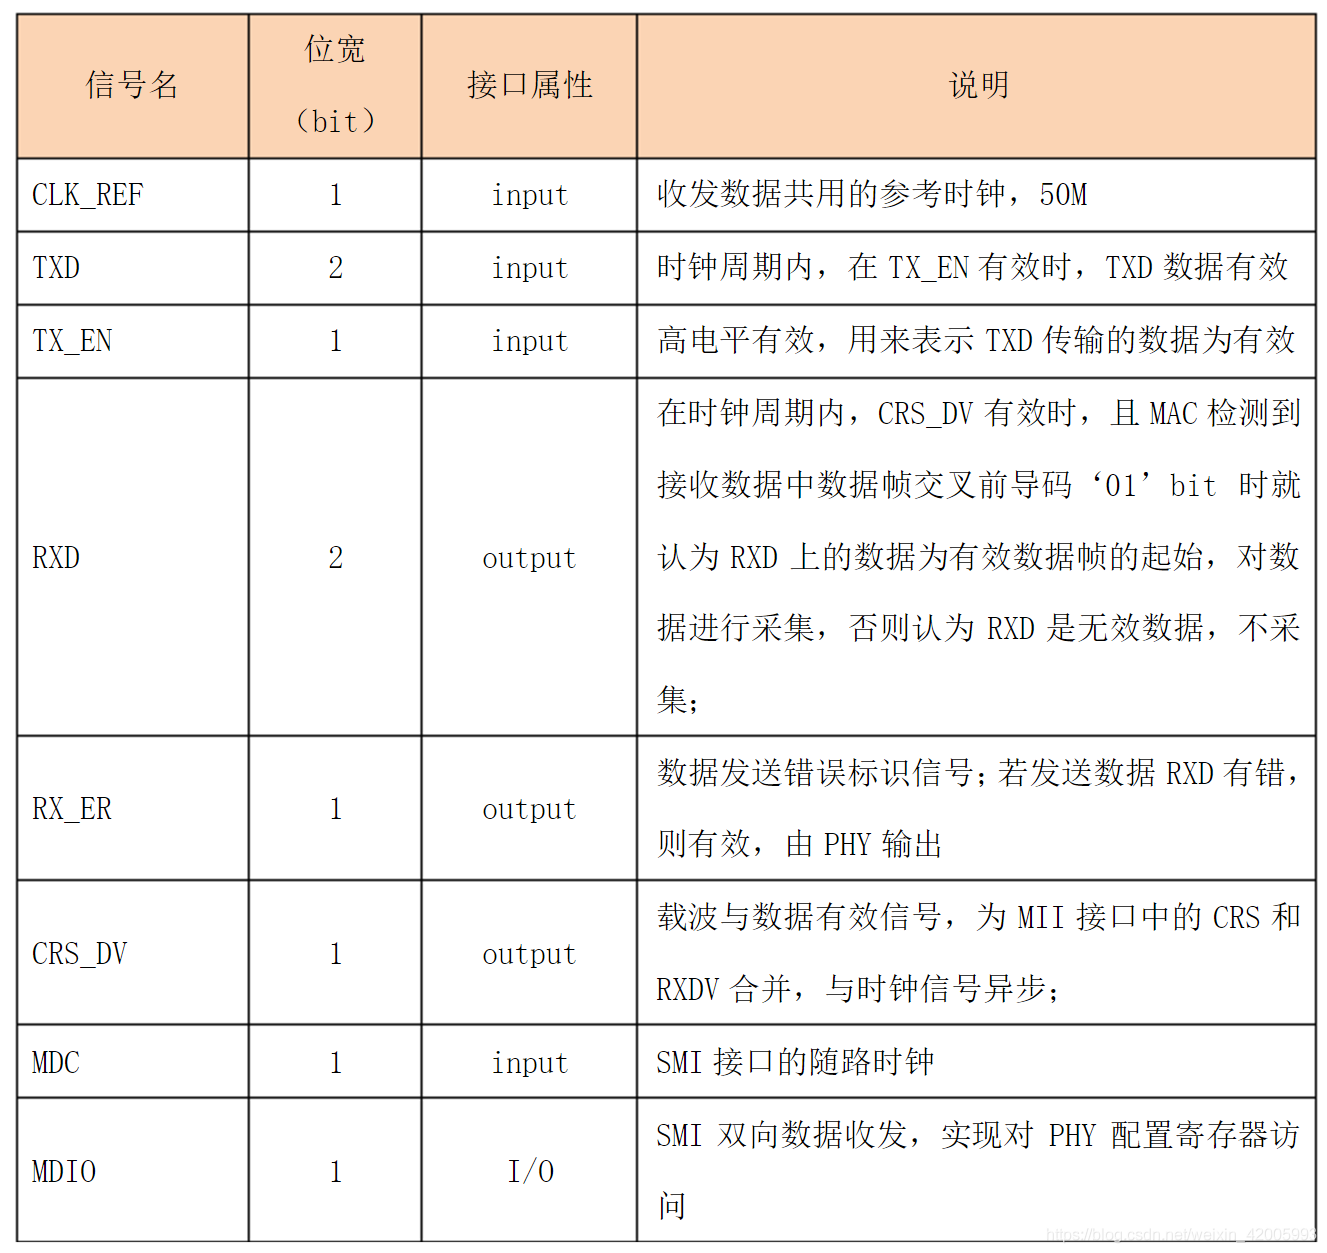 信号名
位宽
（bit）
接口属性
说明
CLK_REF
1
input
收发数据共用的参考时钟，50M
TXD
2
input
时钟周期内，在 TX_EN 有效时，TXD 数据有效
TX_EN
1
input
高电平有效，用来表示 TXD 传输的数据为有效
RXD
2
output
在时钟周期内，CRS_DV 有效时，且 MAC 检测到
接收数据中数据帧交叉前导码‘01’bit 时就
认为 RXD 上的数据为有效数据帧的起始，对数
据进行采集，否则认为 RXD 是无效数据，不采
集；
RX_ER
1
output
数据发送错误标识信号；若发送数据 RXD 有错，
则有效，由 PHY 输出
CRS_DV
1
output
载波与数据有效信号，为 MII 接口中的 CRS 和
RXDV 合并，与时钟信号异步；
MDC
1
input
SMI 接口的随路时钟
MDIO
1
I/O
SMI 双向数据收发，实现对 PHY 配置寄存器访
问